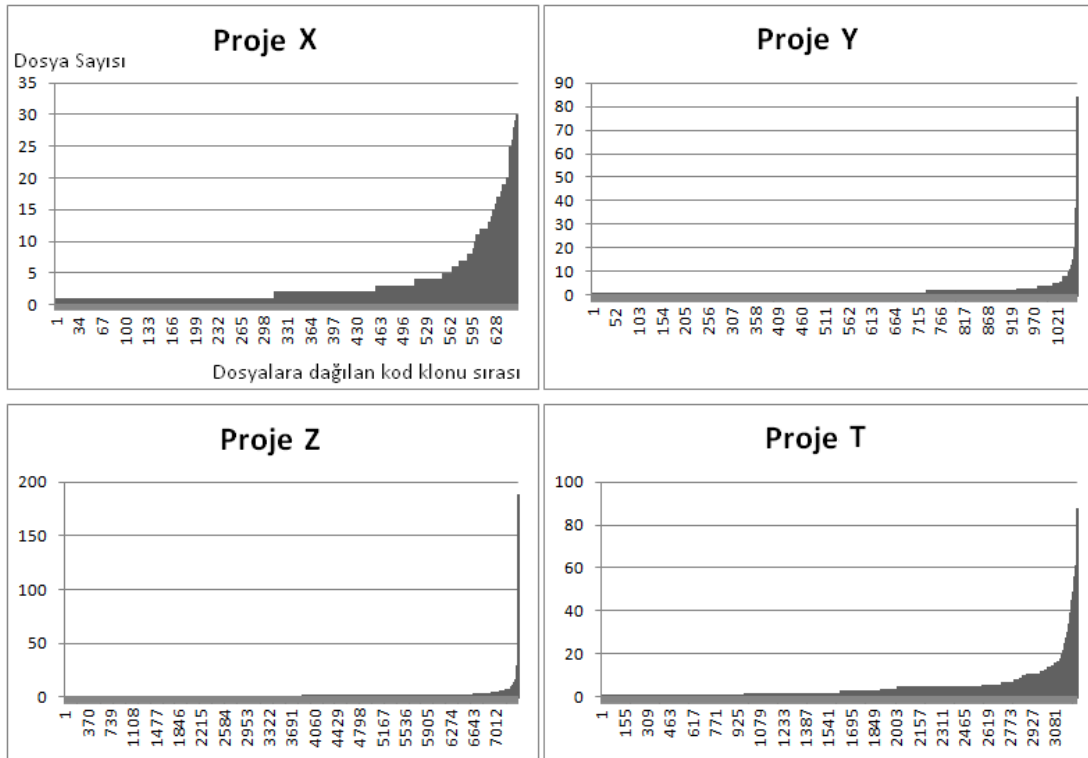 Proje X
Dosya Sayısı
35
30
25
20
15
10
5
0
1 34 67 100 133 166 199 232 265 298 331 364 397 430 463 496 529 562 595 628
Dosyalara dağılan kod klonu sırası
Proje Y
90
80
70
60
50
40
30
20
10
0
1 52 103 154 205 256 307 358 409 460 511 562 613 664 715 766 817 868 919 970 1021
Proje Z
200
150
100
50
0
1 370 739 1108 1477 1846 2215 2584 2953 3322 3691 4060 4429 4798 5167 5536 5905 6274 6643 7012
Proje T
100
80
60
40
20
0
1 155 309 463 617 771 925 1079 1233 1387 1541 1695 1849 2003 2157 2311 2465 2619 2773 2927 3081